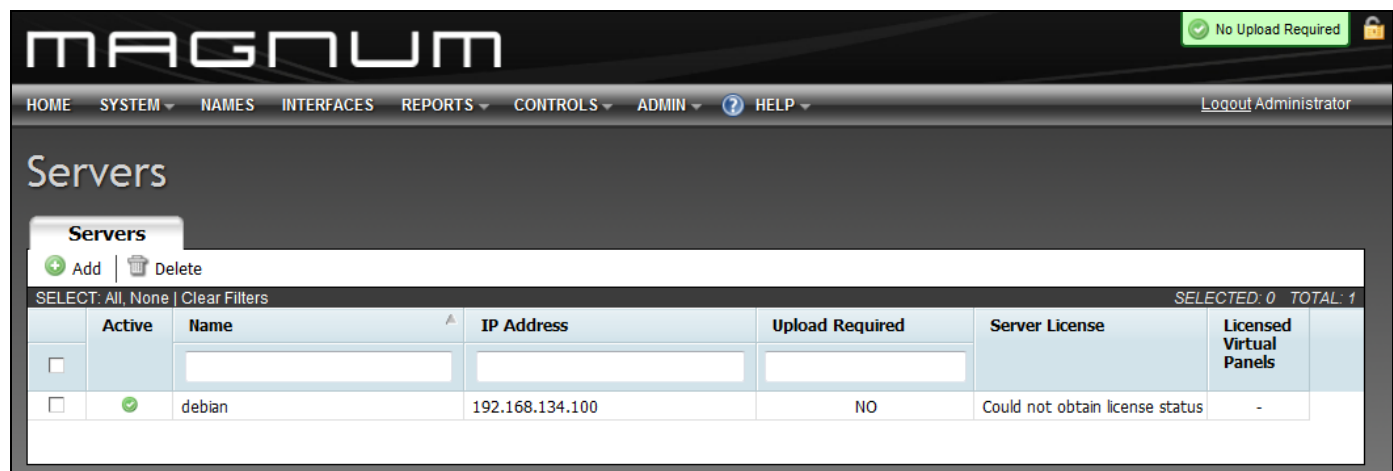 MAGNUM
No Upload Required
HOME SYSTEM NAMES INTERFACES REPORTS CONTROLS ADMIN ? HELP Logout Administrator
Servers
Servers
Add Delete
SELECT: All, None | Clear Filters SELECTED: 0 TOTAL: 1
Active Name IP Address Upload Required Server License Licensed Virtual Panels
debian 192.168.134.100 NO Could not obtain license status -